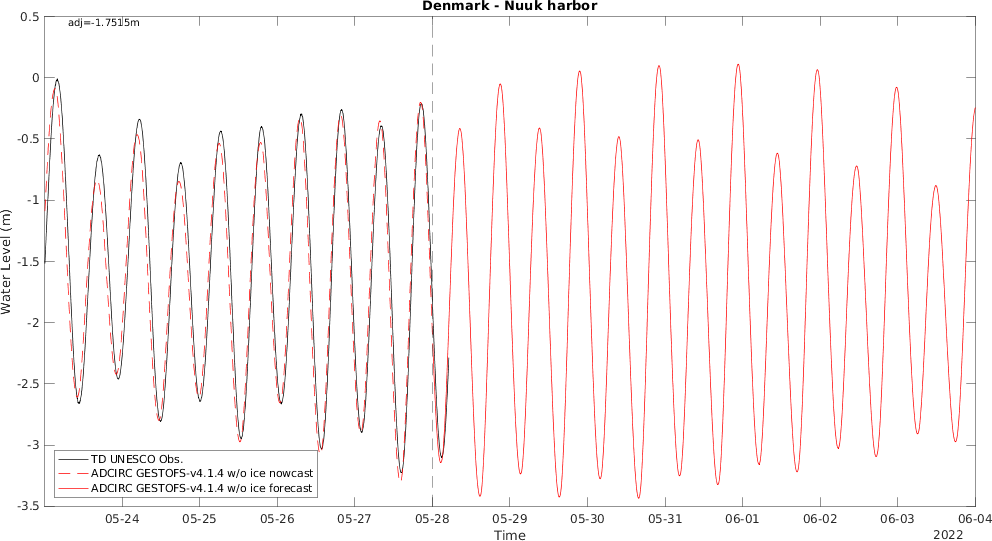 Denmark - Nuuk harbor
adj=-1.7515m
0.5
0
-0.5
-1
-1.5
-2
-2.5
-3
-3.5
Water Level (m)
TD UNESCO Obs.
ADCIRC GESTOFS-v4.1.4 w/o ice nowcast
ADCIRC GESTOFS-v4.1.4 w/o ice forecast
05-24 05-25 05-26 05-27 05-28 05-29 05-30 05-31 06-01 06-02 06-03 06-04
Time
2022